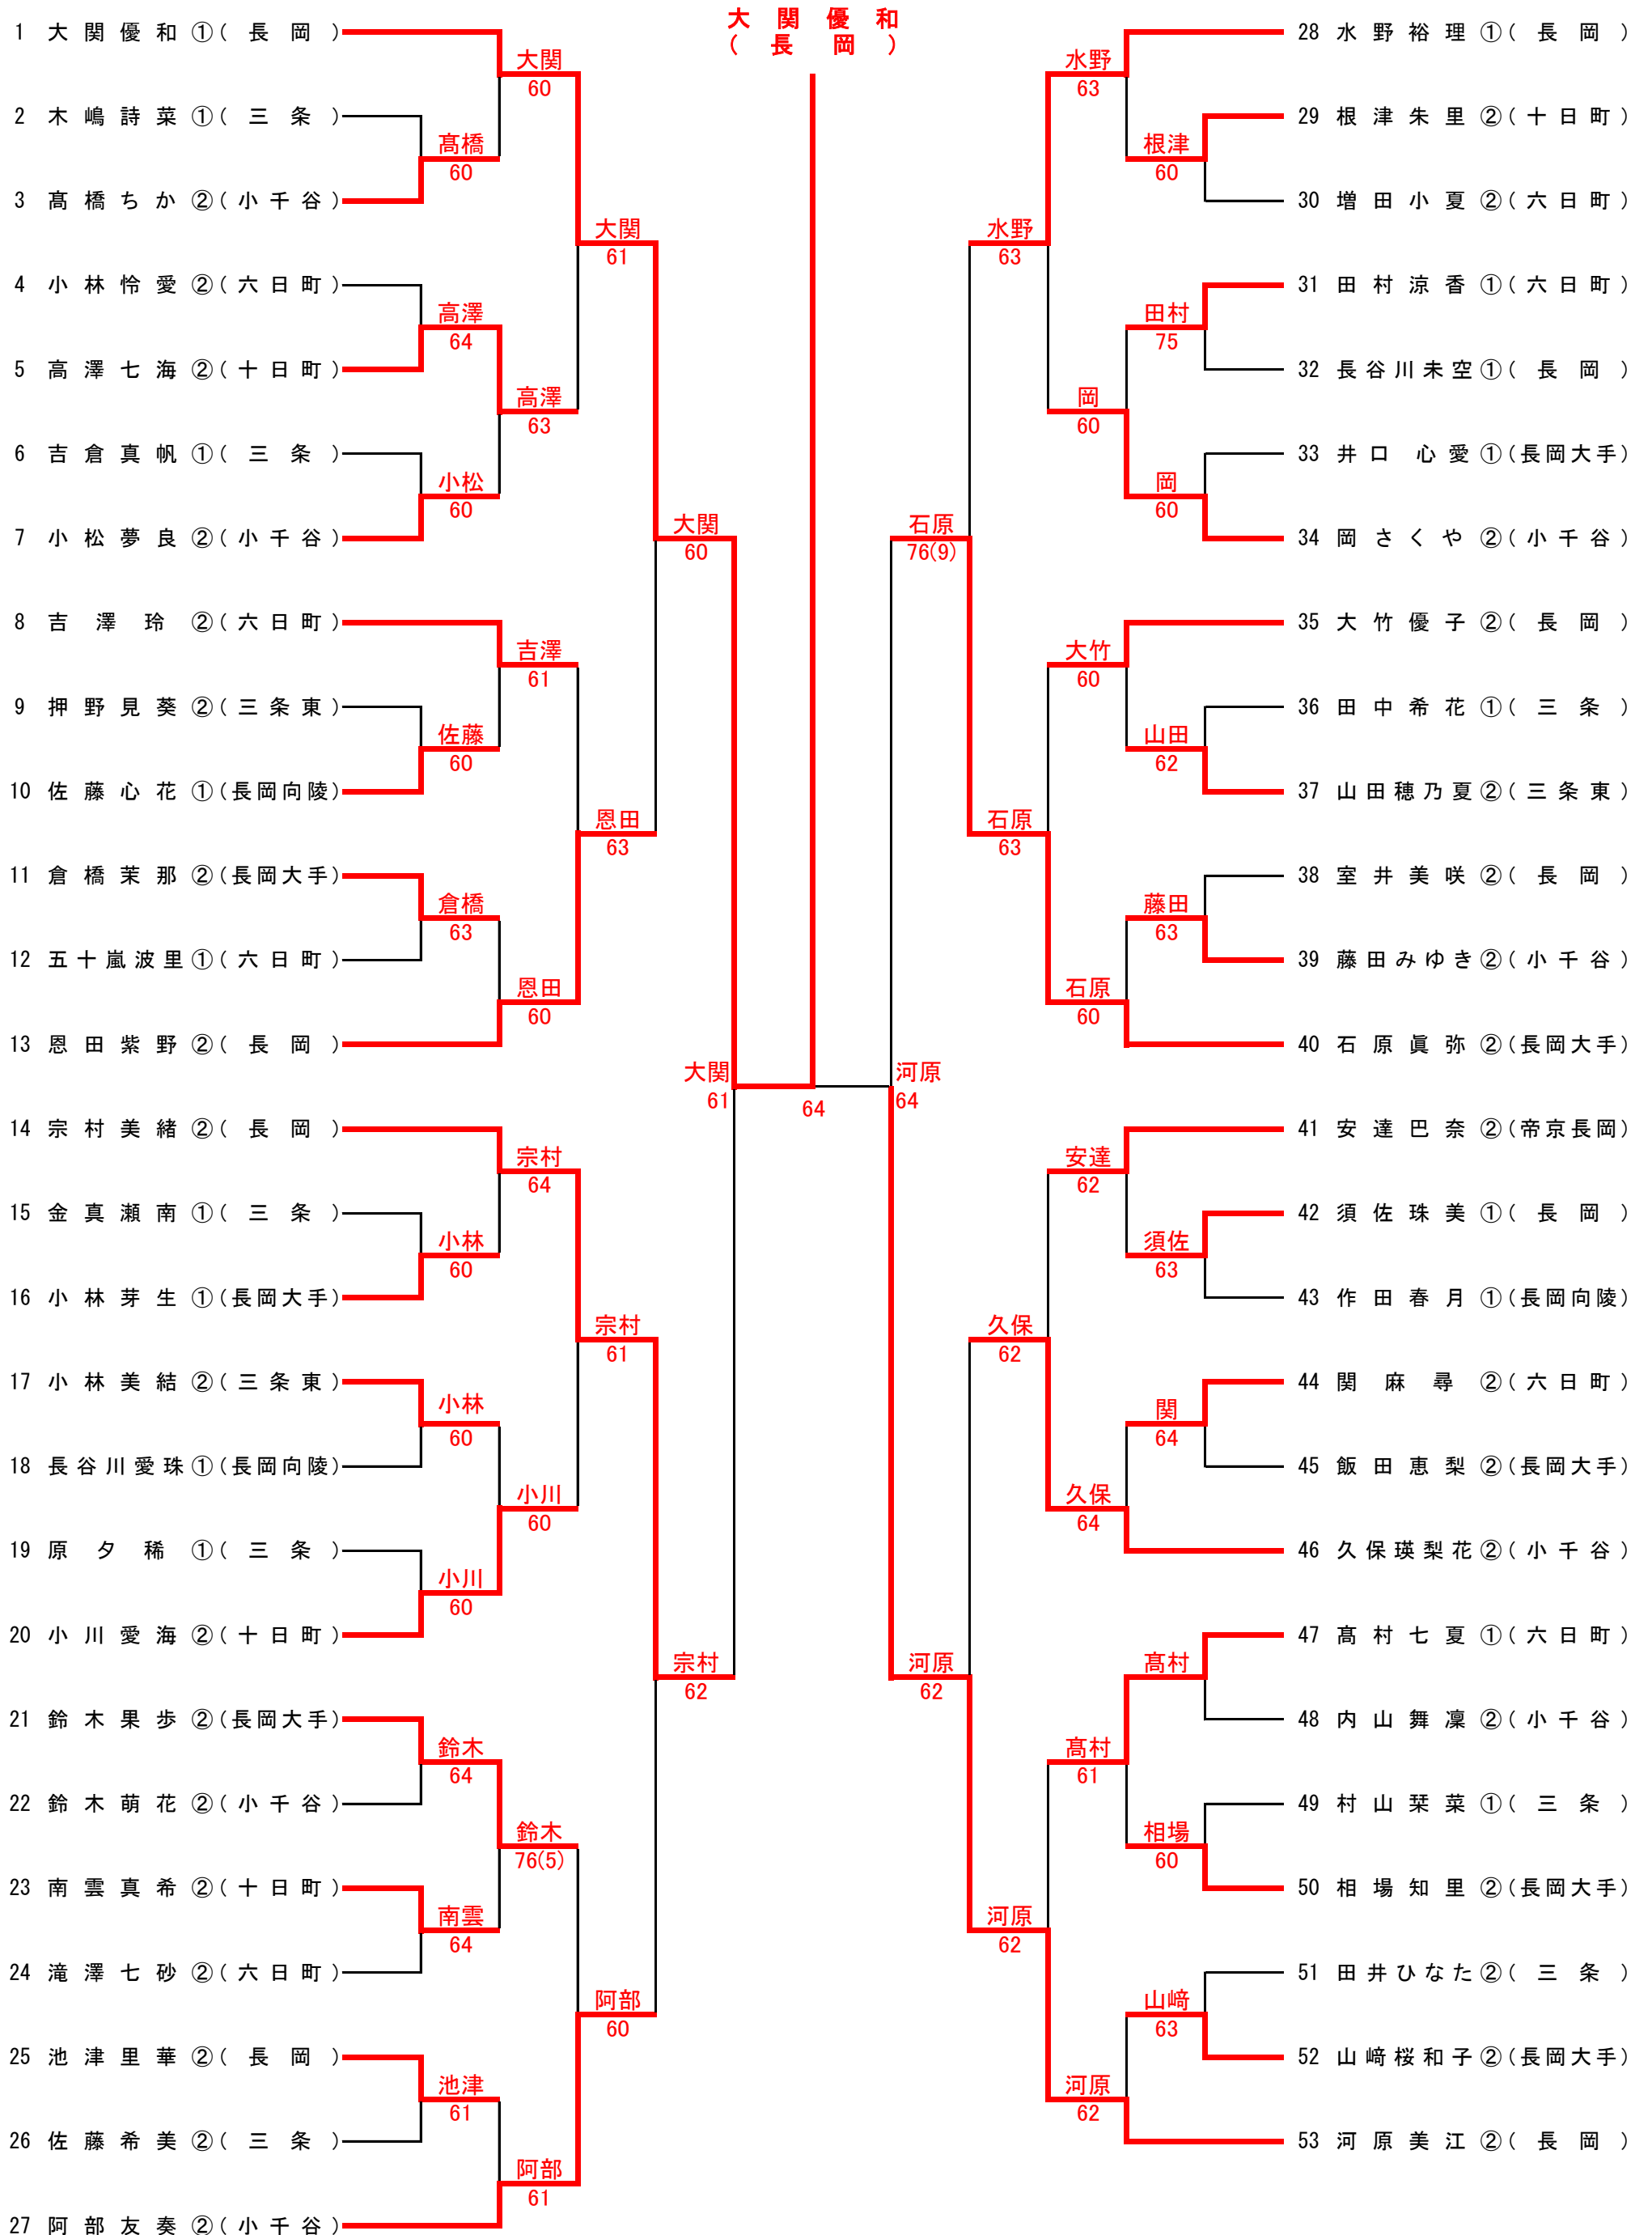 大関優和
(長岡)
1 大関優和①(長岡)
2 木嶋詩菜①(三条)
3 髙橋ちか②(小千谷)
4 小林怜愛②(六日町)
5 高澤七海②(十日町)
6 吉倉真帆①(三条)
7 小松夢良②(小千谷)
8 吉澤玲②(六日町)
9 押野見葵②(三条東)
10 佐藤心花①(長岡向陵)
11 倉橋茉那②(長岡大手)
12 五十嵐波里①(六日町)
13 恩田紫野②(長岡)
14 宗村美緒②(長岡)
15 金真瀬南①(三条)
16 小林芽生①(長岡大手)
17 小林美結②(三条東)
18 長谷川愛珠①(長岡向陵)
19 原夕稀①(三条)
20 小川愛海②(十日町)
21 鈴木果歩②(長岡大手)
22 鈴木萌花②(小千谷)
23 南雲真希②(十日町)
24 滝澤七砂②(六日町)
25 池津里華②(長岡)
26 佐藤希美②(三条)
27 阿部友奏②(小千谷)
髙橋
60
高澤
64
小松
60
佐藤
60
倉橋
63
小林
60
小林
60
小川
60
鈴木
64
南雲
64
池津
61
大関
60
高澤
63
吉澤
61
恩田
60
宗村
64
小川
60
鈴木
76(5)
阿部
61
大関
61
恩田
63
宗村
61
阿部
60
大関
60
宗村
62
大関
61
64
河原
64
石原
76(9)
河原
62
水野
63
石原
63
久保
62
河原
62
水野
63
岡
60
大竹
60
石原
60
安達
62
久保
64
髙村
61
河原
62
根津
60
田村
75
岡
60
山田
62
藤田
63
須佐
63
関
64
髙村
相場
60
山﨑
63
28 水野裕理①(長岡)
29 根津朱里②(十日町)
30 増田小夏②(六日町)
31 田村涼香①(六日町)
32 長谷川未空①(長岡)
33 井口心愛①(長岡大手)
34 岡さくや②(小千谷)
35 大竹優子②(長岡)
36 田中希花①(三条)
37 山田穂乃夏②(三条東)
38 室井美咲②(長岡)
39 藤田みゆき②(小千谷)
40 石原眞弥②(長岡大手)
41 安達巴奈②(帝京長岡)
42 須佐珠美①(長岡)
43 作田春月①(長岡向陵)
44 関麻尋②(六日町)
45 飯田恵梨②(長岡大手)
46 久保瑛梨花②(小千谷)
47 髙村七夏①(六日町)
48 内山舞凜②(小千谷)
49 村山栞菜①(三条)
50 相場知里②(長岡大手)
51 田井ひなた②(三条)
52 山﨑桜和子②(長岡大手)
53 河原美江②(長岡)